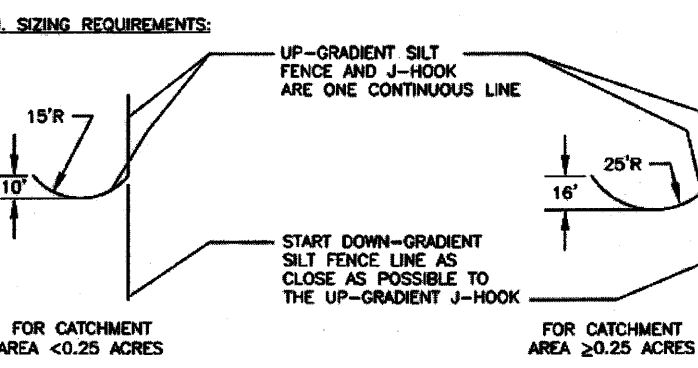 . SIZING REQUIREMENTS:
UP-GRADIENT SILT
FENCE AND J-HOOK
ARE ONE CONTINUOUS LINE
15'R
10'
25'R
16'
START DOWN-GRADIENT
SILT FENCE LINE AS
CLOSE AS POSSIBLE TO
THE UP-GRADIENT J-HOOK
FOR CATCHMENT
AREA <0.25 ACRES
FOR CATCHMENT
AREA ≥0.25 ACRES